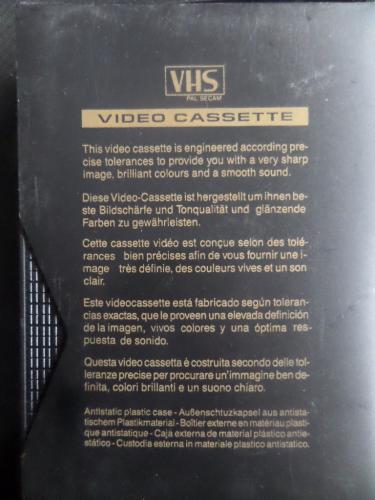 VHS
PAL SECAM
VIDEO CASSETTE
This video cassette is engineered according pre-
cise tolerances to provide you with a very sharp
image, brilliant colours and a smooth sound.
Diese Video-Cassette ist hergestellt um ihnen be-
ste Bildschärfe und Tonqualität und glänzende
Farben zu gewährleisten.
Cette cassette vidéo est conçue selon des tolé-
rances bien précises afin de vous fournir une i-
mage très définie, des couleurs vives et un son
clair.
Este videocassette está fabricado según toleran-
cias exactas, que le proveen una elevada definición
de la imagen, vivos colores y una óptima res-
puesta de sonido.
Questa video cassetta è costruita secondo delle tol-
leranze precise per procurare un'immagine ben de-
finita, colori brillanti e un suono chiaro.
Antistatic plastic case - Außenschtuzkapsel aus antista-
tischem Plastikmaterial - Boîtier externe en matériau plasti-
que antistatique - Caja externa de material plástico antie-
stático - Custodia esterna in materiale plastico antistatico.